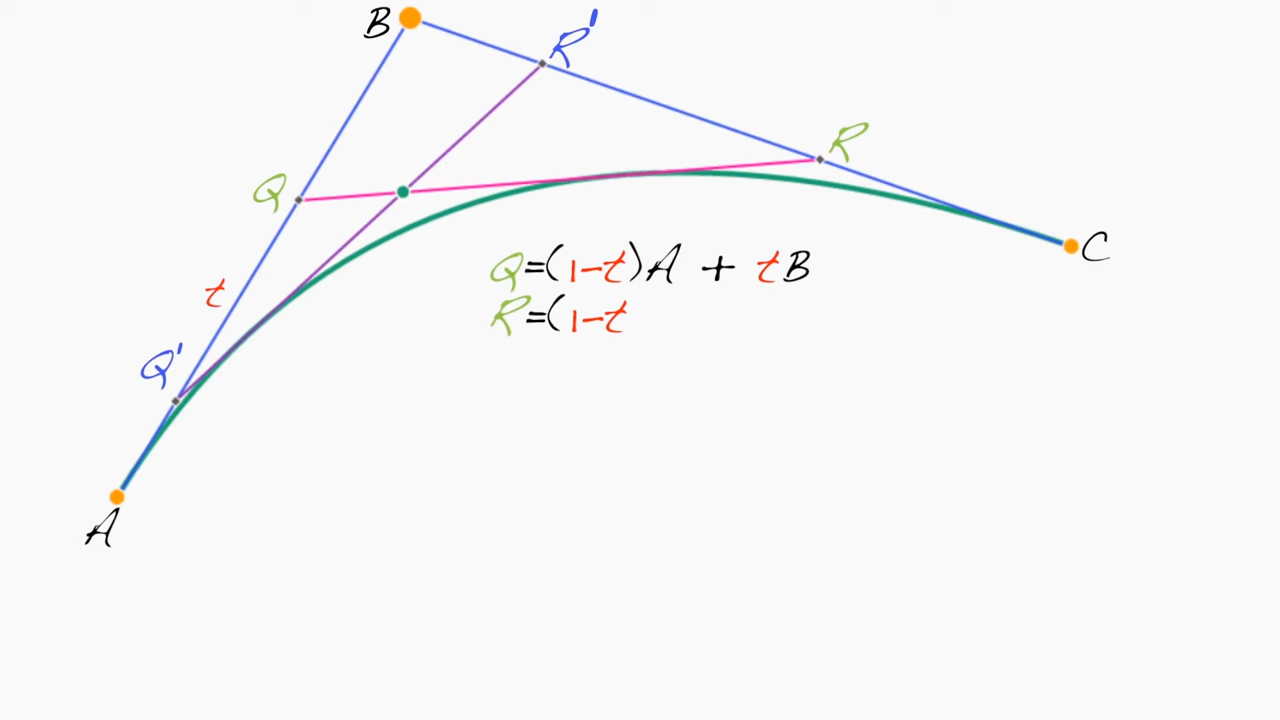 B
R'
R
Q
C
Q=(1-t)A + tB
t
R=(1-t
Q'
A